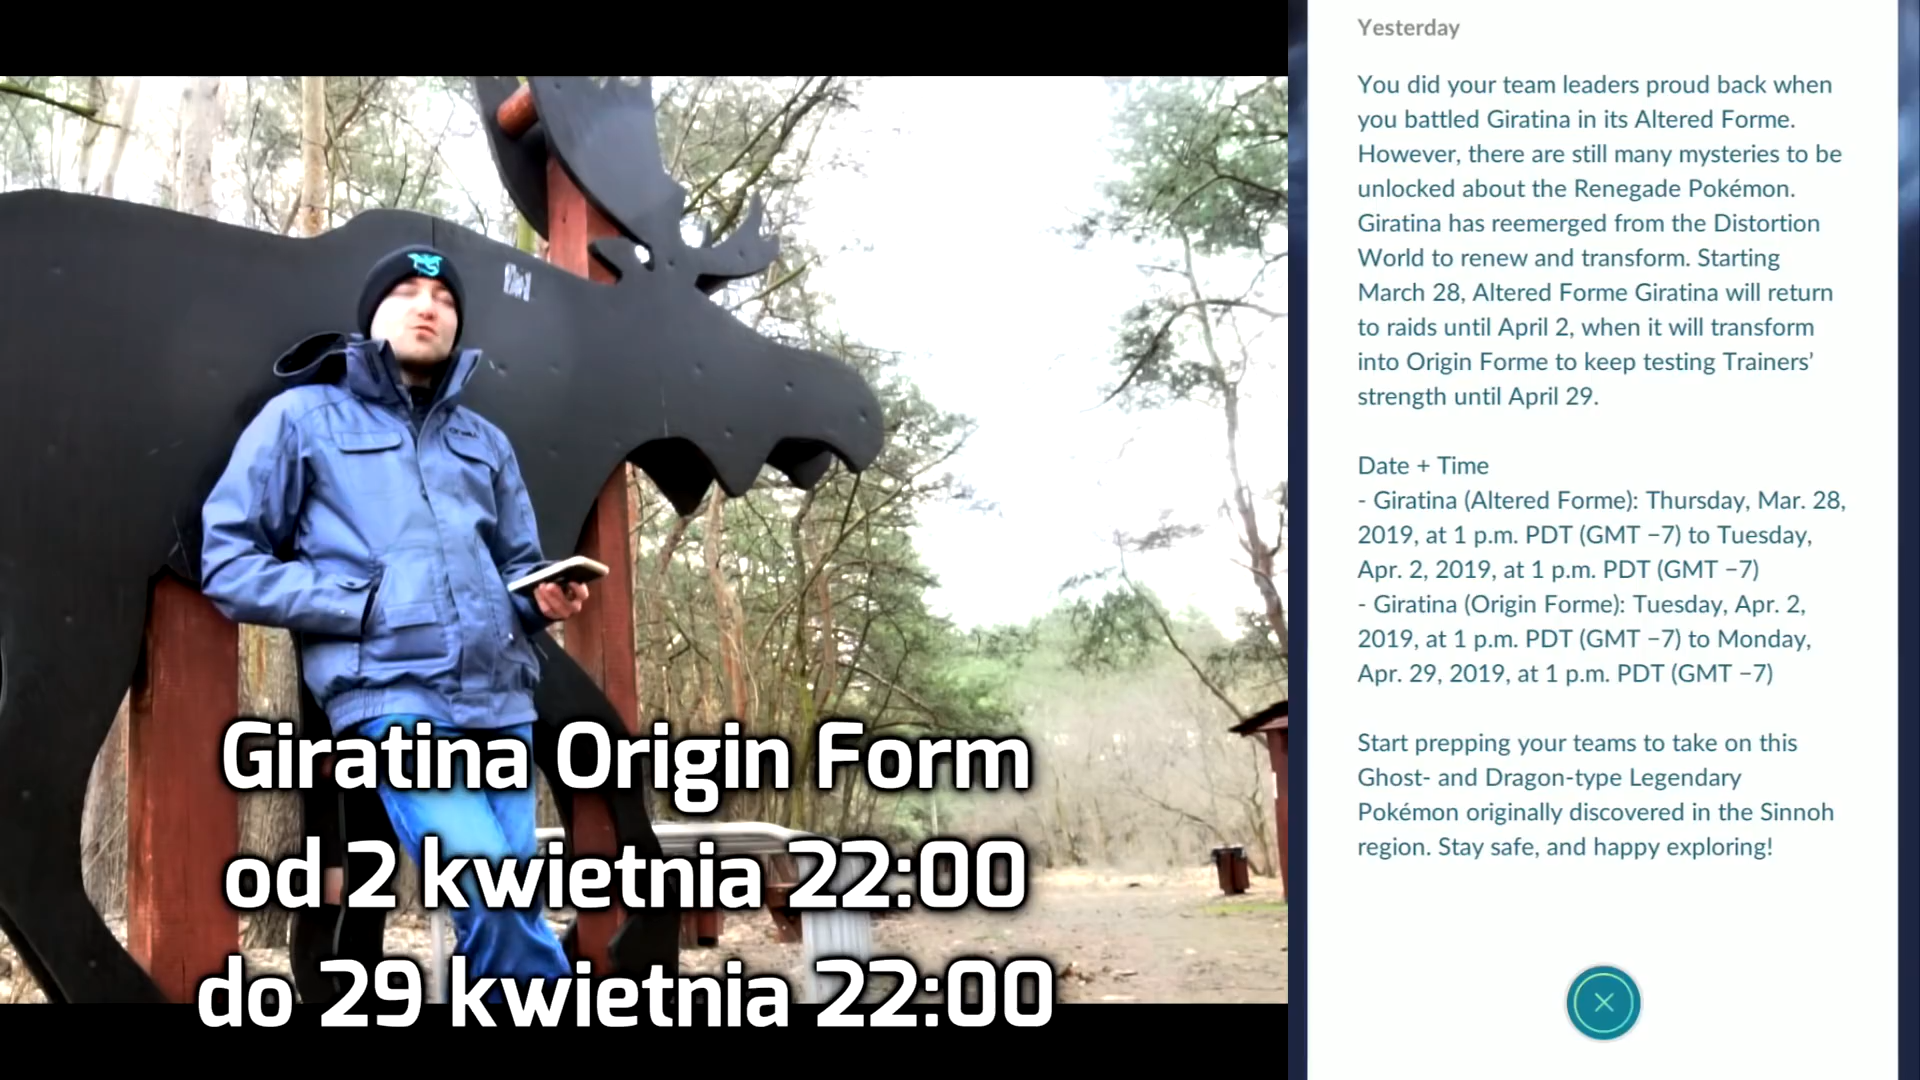 Giratina Origin Form
od 2 kwietnia 22:00
do 29 kwietnia 22:00
Yesterday
You did your team leaders proud back when
you battled Giratina in its Altered Forme.
However, there are still many mysteries to be
unlocked about the Renegade Pokémon.
Giratina has reemerged from the Distortion
World to renew and transform. Starting
March 28, Altered Forme Giratina will return
to raids until April 2, when it will transform
into Origin Forme to keep testing Trainers’
strength until April 29.
Date + Time
- Giratina (Altered Forme): Thursday, Mar. 28,
2019, at 1 p.m. PDT (GMT −7) to Tuesday,
Apr. 2, 2019, at 1 p.m. PDT (GMT −7)
- Giratina (Origin Forme): Tuesday, Apr. 2,
2019, at 1 p.m. PDT (GMT −7) to Monday,
Apr. 29, 2019, at 1 p.m. PDT (GMT −7)
Start prepping your teams to take on this
Ghost- and Dragon-type Legendary
Pokémon originally discovered in the Sinnoh
region. Stay safe, and happy exploring!